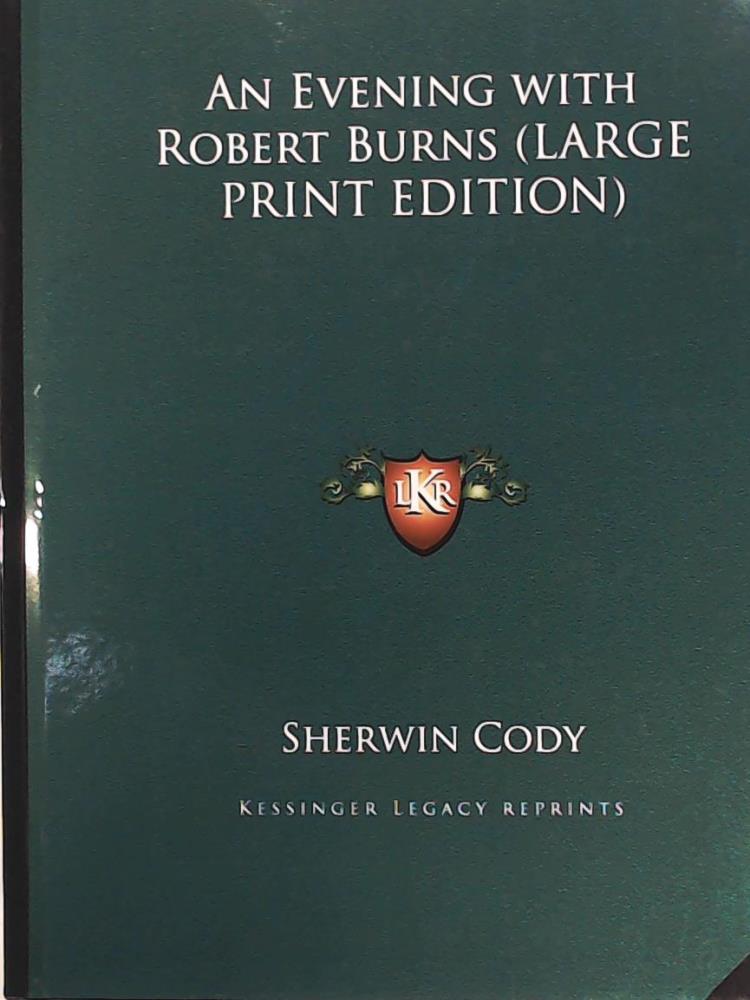 An Evening with
Robert Burns (LARGE
PRINT EDITION)
LKR
Sherwin Cody
Kessinger Legacy Reprints